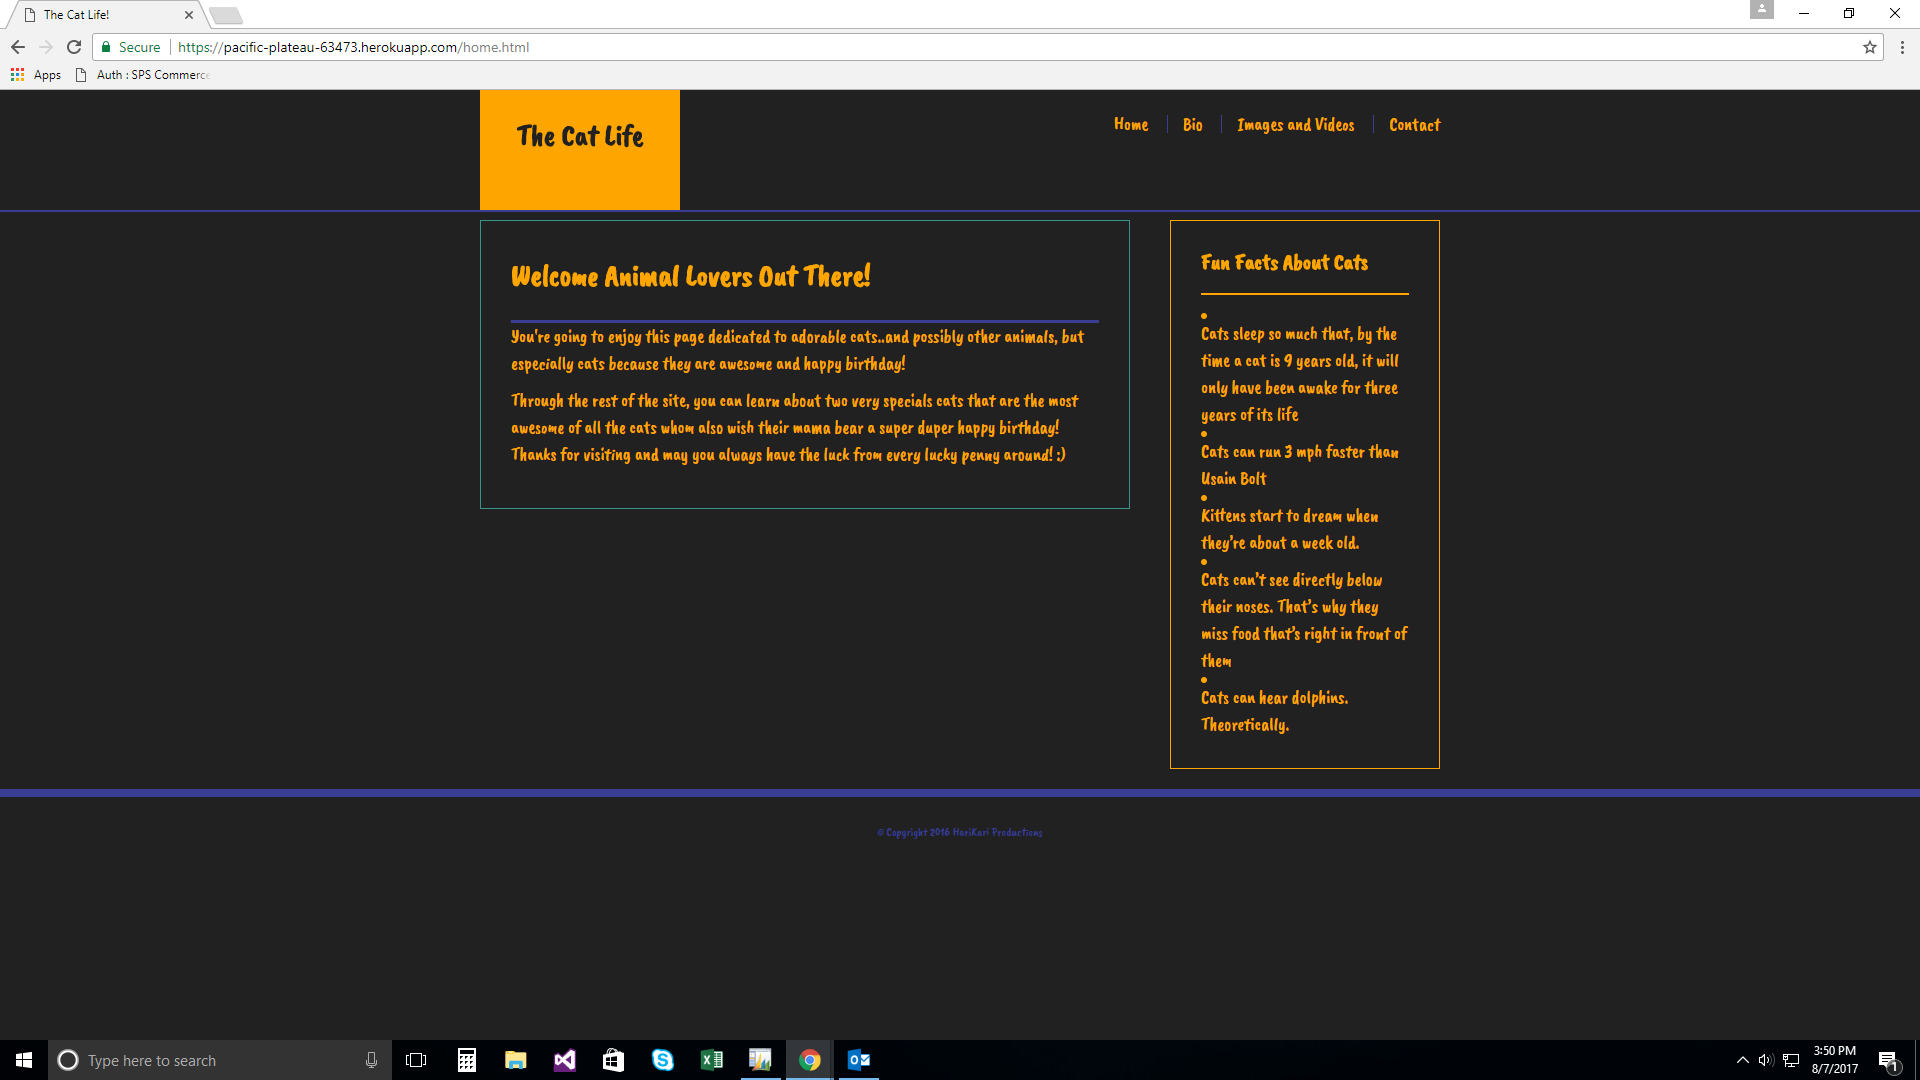 The Cat Life!
Secure
https://pacific-plateau-63473.herokuapp.com/home.html
Apps
Auth : SPS Commerce
The Cat Life
Home
Bio
Images and Videos
Contact
Welcome Animal Lovers Out There!
You're going to enjoy this page dedicated to adorable cats..and possibly other animals, but
especially cats because they are awesome and happy birthday!
Through the rest of the site, you can learn about two very specials cats that are the most
awesome of all the cats whom also wish their mama bear a super duper happy birthday!
Thanks for visiting and may you always have the luck from every lucky penny around! ;)
Fun Facts About Cats
Cats sleep so much that, by the
time a cat is 9 years old, it will
only have been awake for three
years of its life
Cats can run 3 mph faster than
Usain Bolt
Kittens start to dream when
they’re about a week old.
Cats can’t see directly below
their noses. That’s why they
miss food that’s right in front of
them
Cats can hear dolphins.
Theoretically.
© Copyright 2016 HariKari Productions
Type here to search
3:50 PM
8/7/2017
1